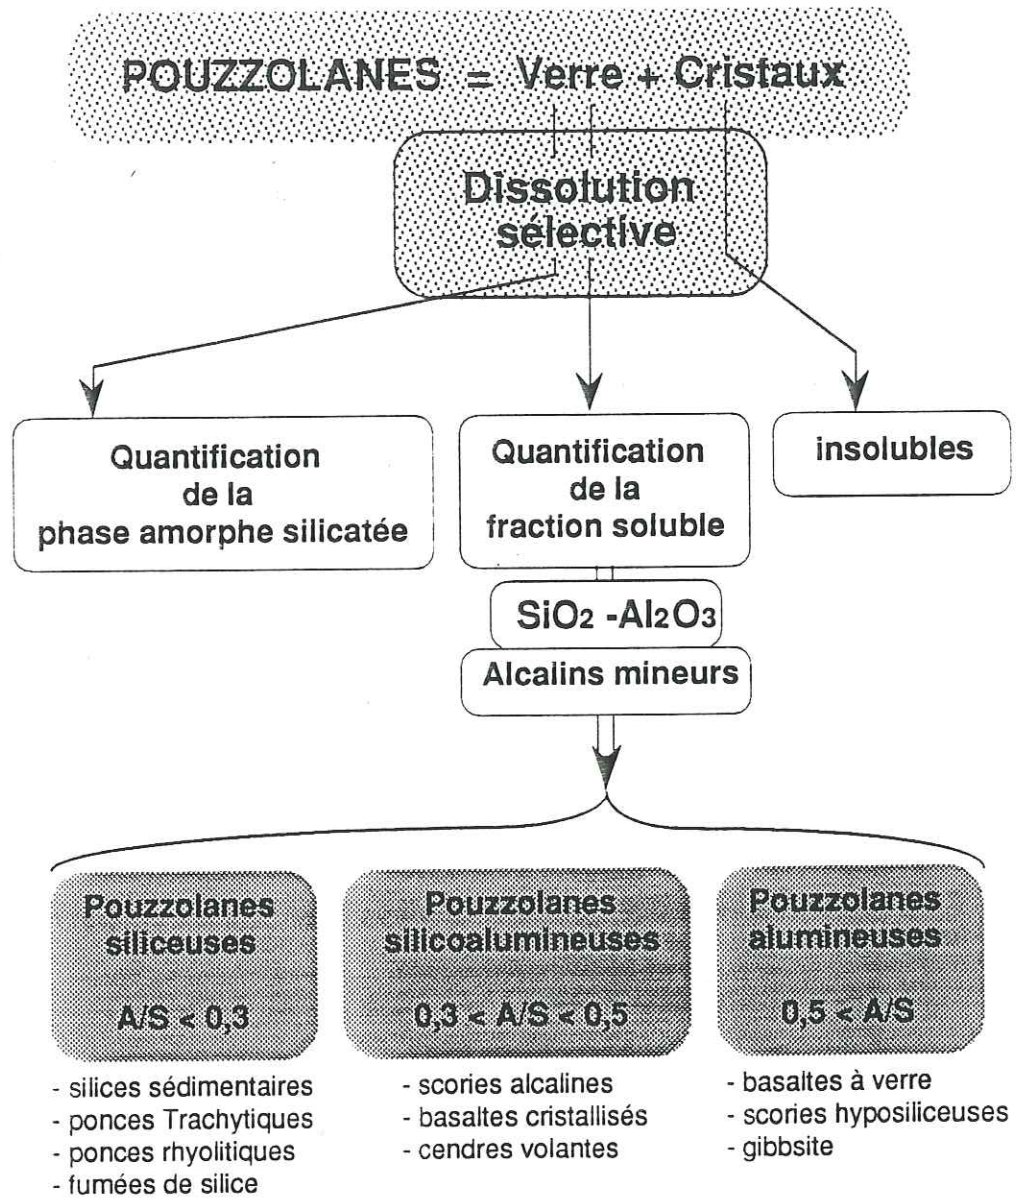 POUZZOLANES = Verre + Cristaux
Dissolution
sélective
Quantification
de la
phase amorphe silicatée
Quantification
de la
fraction soluble
insolubles
SiO2 -Al2O3
Alcalins mineurs
Pouzzolanes
siliceuses
A/S < 0,3
- silices sédimentaires
- ponces Trachytiques
- ponces rhyolitiques
- fumées de silice
Pouzzolanes
silicoalumineuses
0,3 < A/S < 0,5
- scories alcalines
- basaltes cristallisés
- cendres volantes
Pouzzolanes
alumineuses
0,5 < A/S
- basaltes à verre
- scories hyposiliceuses
- gibbsite